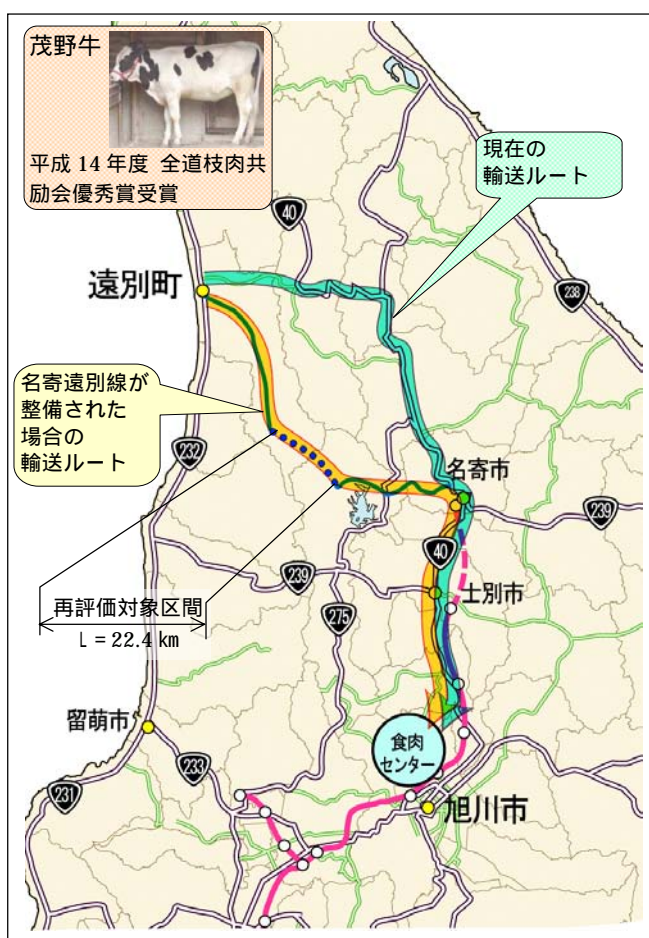 茂野牛
平成 14 年度 全道枝肉共
励会優秀賞受賞
現在の
輸送ルート
40
遠別町
238
名寄遠別線が
整備された
場合の
輸送ルート
232
名寄市
239
40
239
士別市
再評価対象区間
L = 22.4 km
275
留萌市
食肉
センター
233
231
旭川市